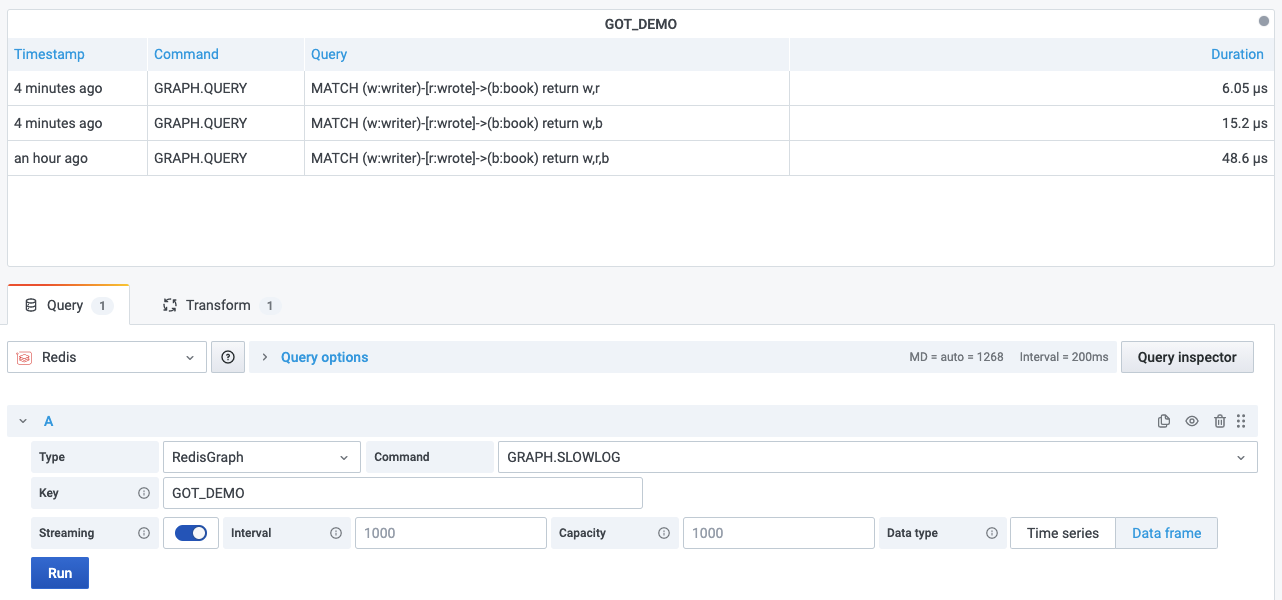 GOT_DEMO
Timestamp Command Query Duration
4 minutes ago GRAPH.QUERY MATCH (w:writer)-[r:wrote]->(b:book) return w,r 6.05 µs
4 minutes ago GRAPH.QUERY MATCH (w:writer)-[r:wrote]->(b:book) return w,b 15.2 µs
an hour ago GRAPH.QUERY MATCH (w:writer)-[r:wrote]->(b:book) return w,r,b 48.6 µs
Query 1 Transform 1
Redis Query options MD = auto = 1268 Interval = 200ms Query inspector
A
Type RedisGraph Command GRAPH.SLOWLOG
Key GOT_DEMO
Streaming Interval 1000 Capacity 1000 Data type Time series Data frame
Run